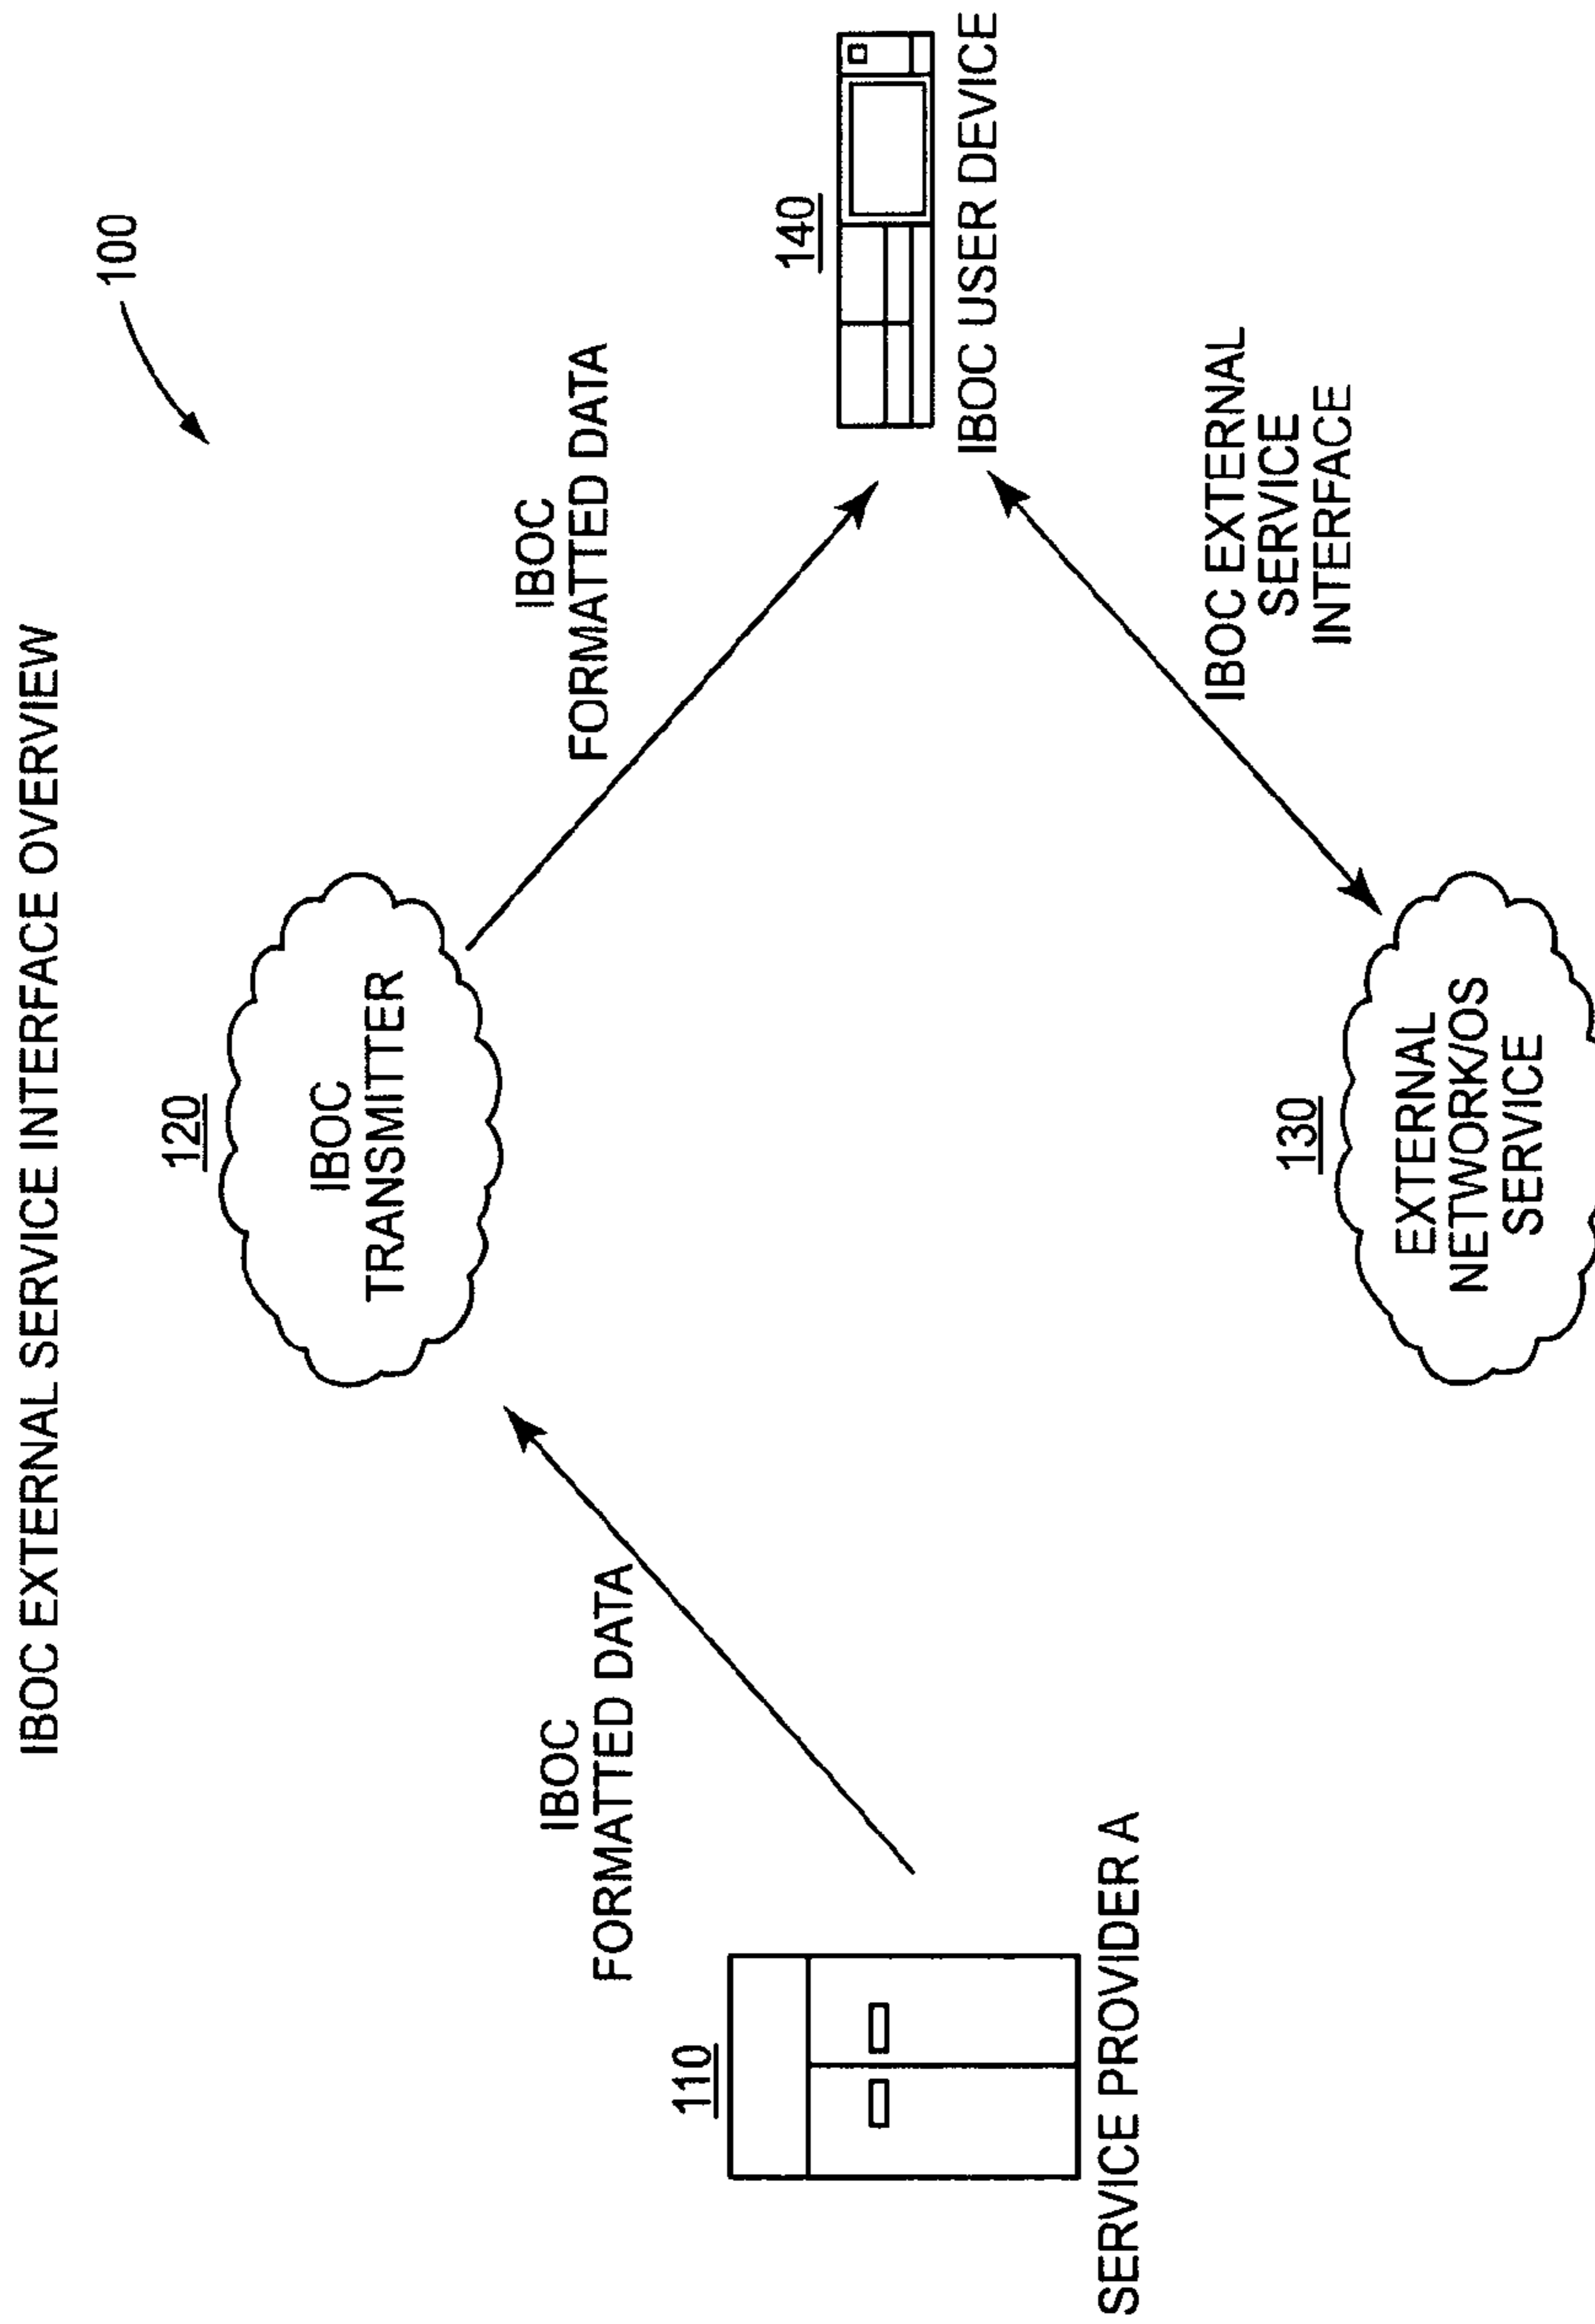 IBOC EXTERNAL SERVICE INTERFACE OVERVIEW
100
120
IBOC
TRANSMITTER
IBOC
FORMATTED DATA
IBOC
FORMATTED DATA
110
SERVICE PROVIDER A
140
IBOC USER DEVICE
IBOC EXTERNAL
SERVICE
INTERFACE
130
EXTERNAL
NETWORK/OS
SERVICE